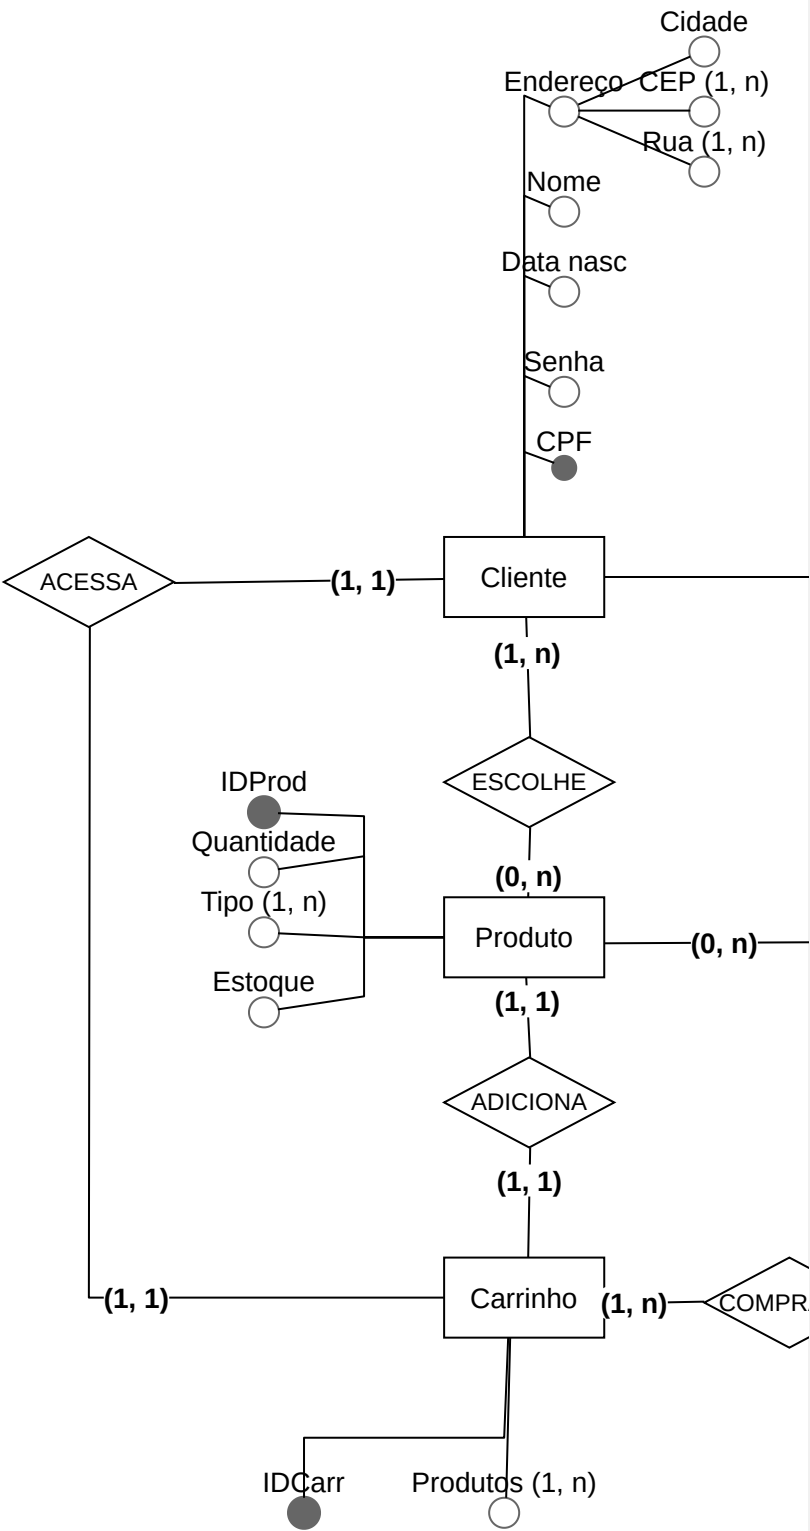 Cidade
Endereço
CEP (1, n)
Rua (1, n)
Nome
Data nasc
Senha
CPF
ACESSA
(1, 1)
Cliente
(1, n)
ESCOLHE
IDProd
Quantidade
(0, n)
Tipo (1, n)
Produto
(0, n)
Estoque
(1, 1)
ADICIONA
(1, 1)
(1, 1)
Carrinho
(1, n)
COMPR
IDCarr
Produtos (1, n)